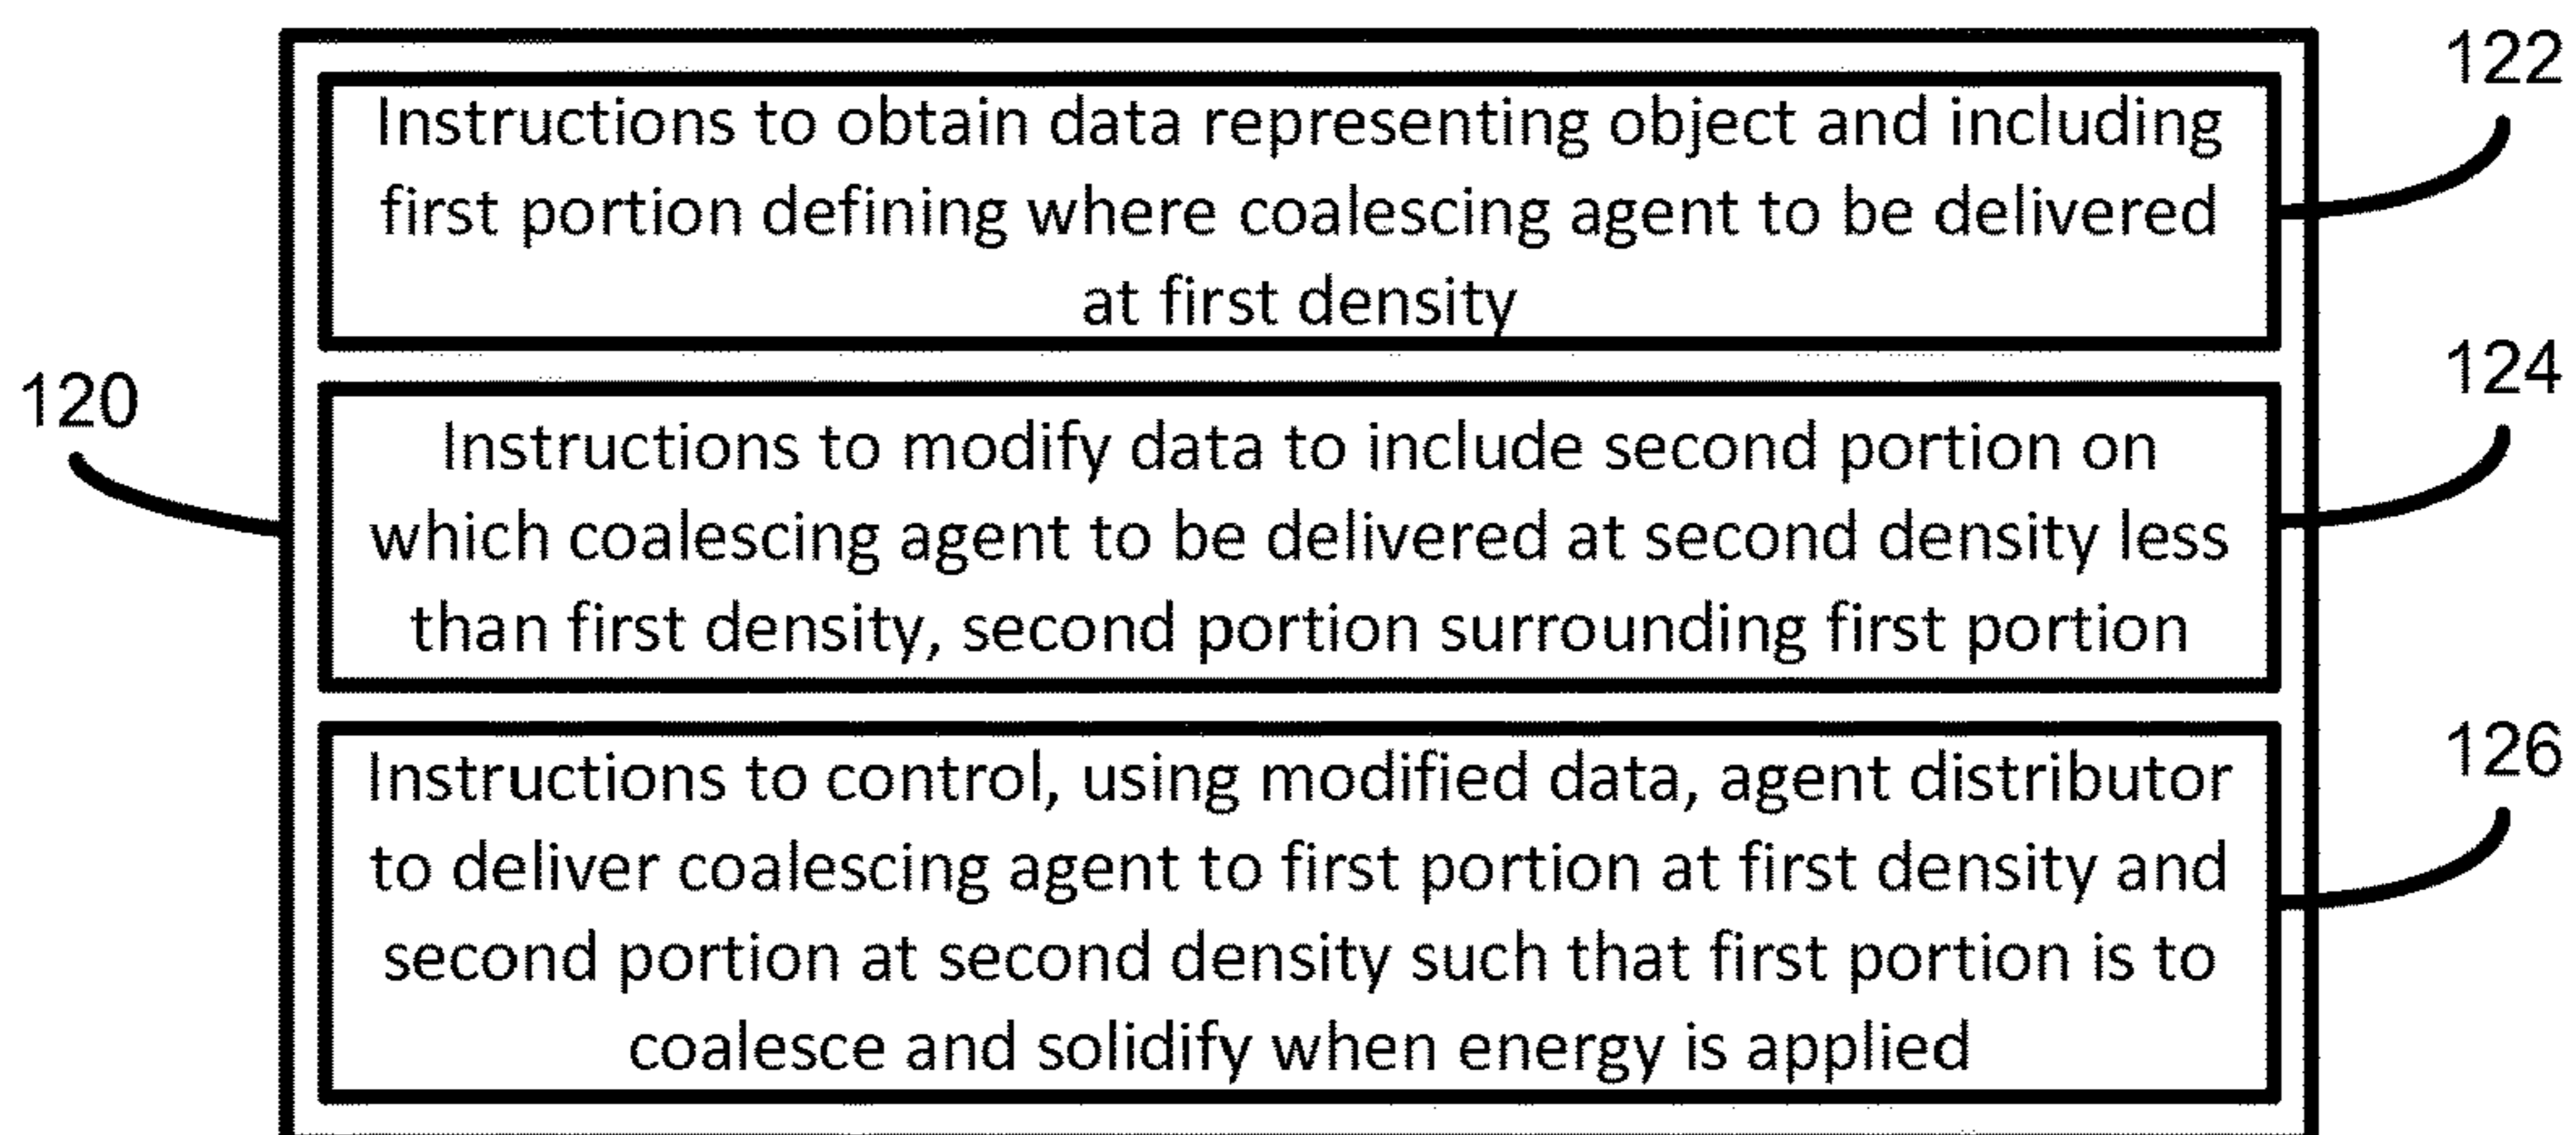 122
Instructions to obtain data representing object and including
first portion defining where coalescing agent to be delivered
at first density
120
124
Instructions to modify data to include second portion on
which coalescing agent to be delivered at second density less
than first density, second portion surrounding first portion
126
Instructions to control, using modified data, agent distributor
to deliver coalescing agent to first portion at first density and
second portion at second density such that first portion is to
coalesce and solidify when energy is applied